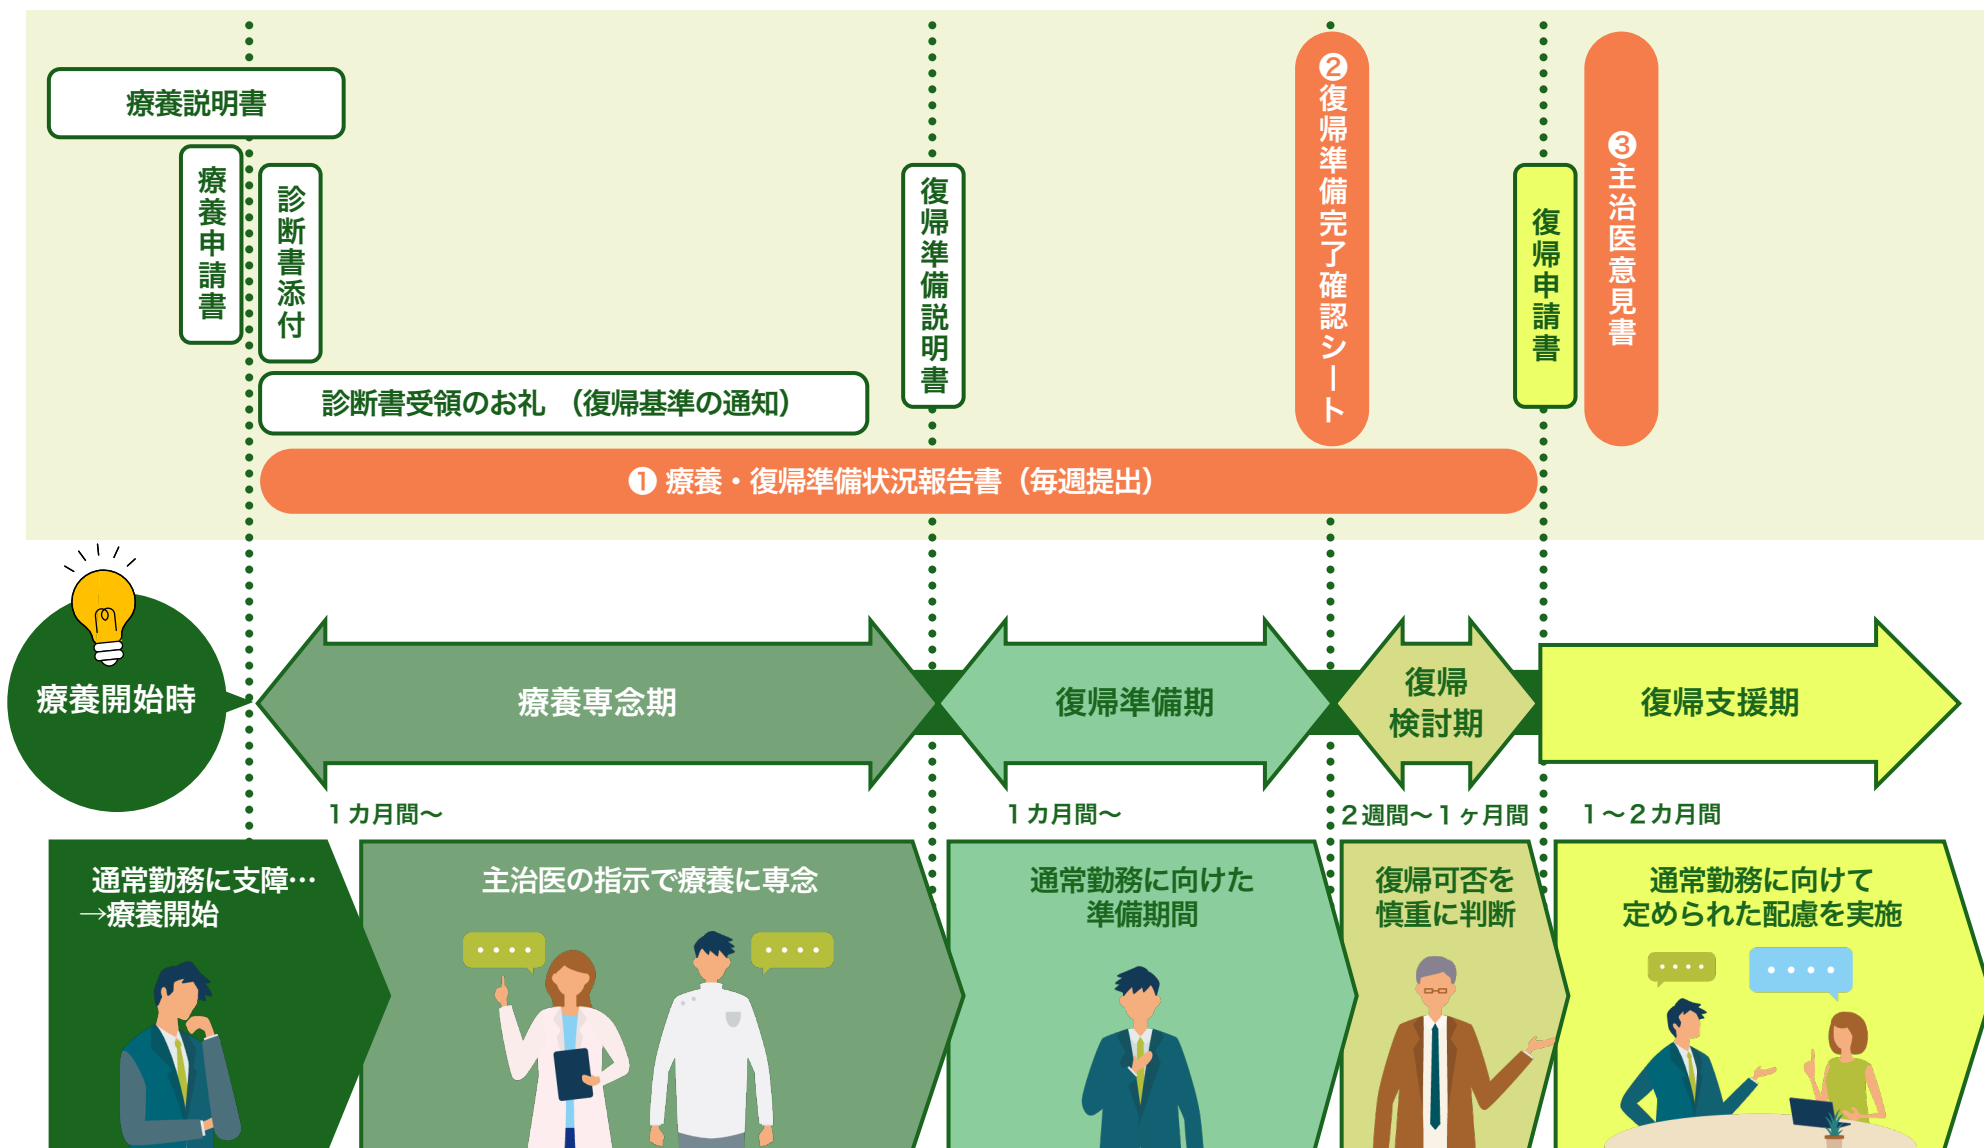 療養説明書
療養申請書
診断書添付
診断書受領のお礼 （復帰基準の通知）
復帰準備説明書
❷復帰準備完了確認シート
復帰申請書
❸主治医意見書
❶ 療養・復帰準備状況報告書（毎週提出）
療養開始時
療養専念期
復帰準備期
復帰
検討期
復帰支援期
１カ月間〜
１カ月間〜
２週間〜１ヶ月間
１〜２カ月間
通常勤務に支障…
→療養開始
主治医の指示で療養に専念
通常勤務に向けた
準備期間
復帰可否を
慎重に判断
通常勤務に向けて
定められた配慮を実施